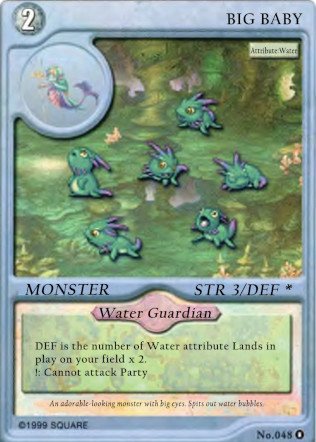 2
BIG BABY
Attribute:Water
MONSTER
STR 3/DEF *
Water Guardian
DEF is the number of Water attribute Lands in
play on your field x 2.
!: Cannot attack Party
An adorable-looking monster with big eyes. Spits out water bubbles.
©1999 SQUARE
No.048